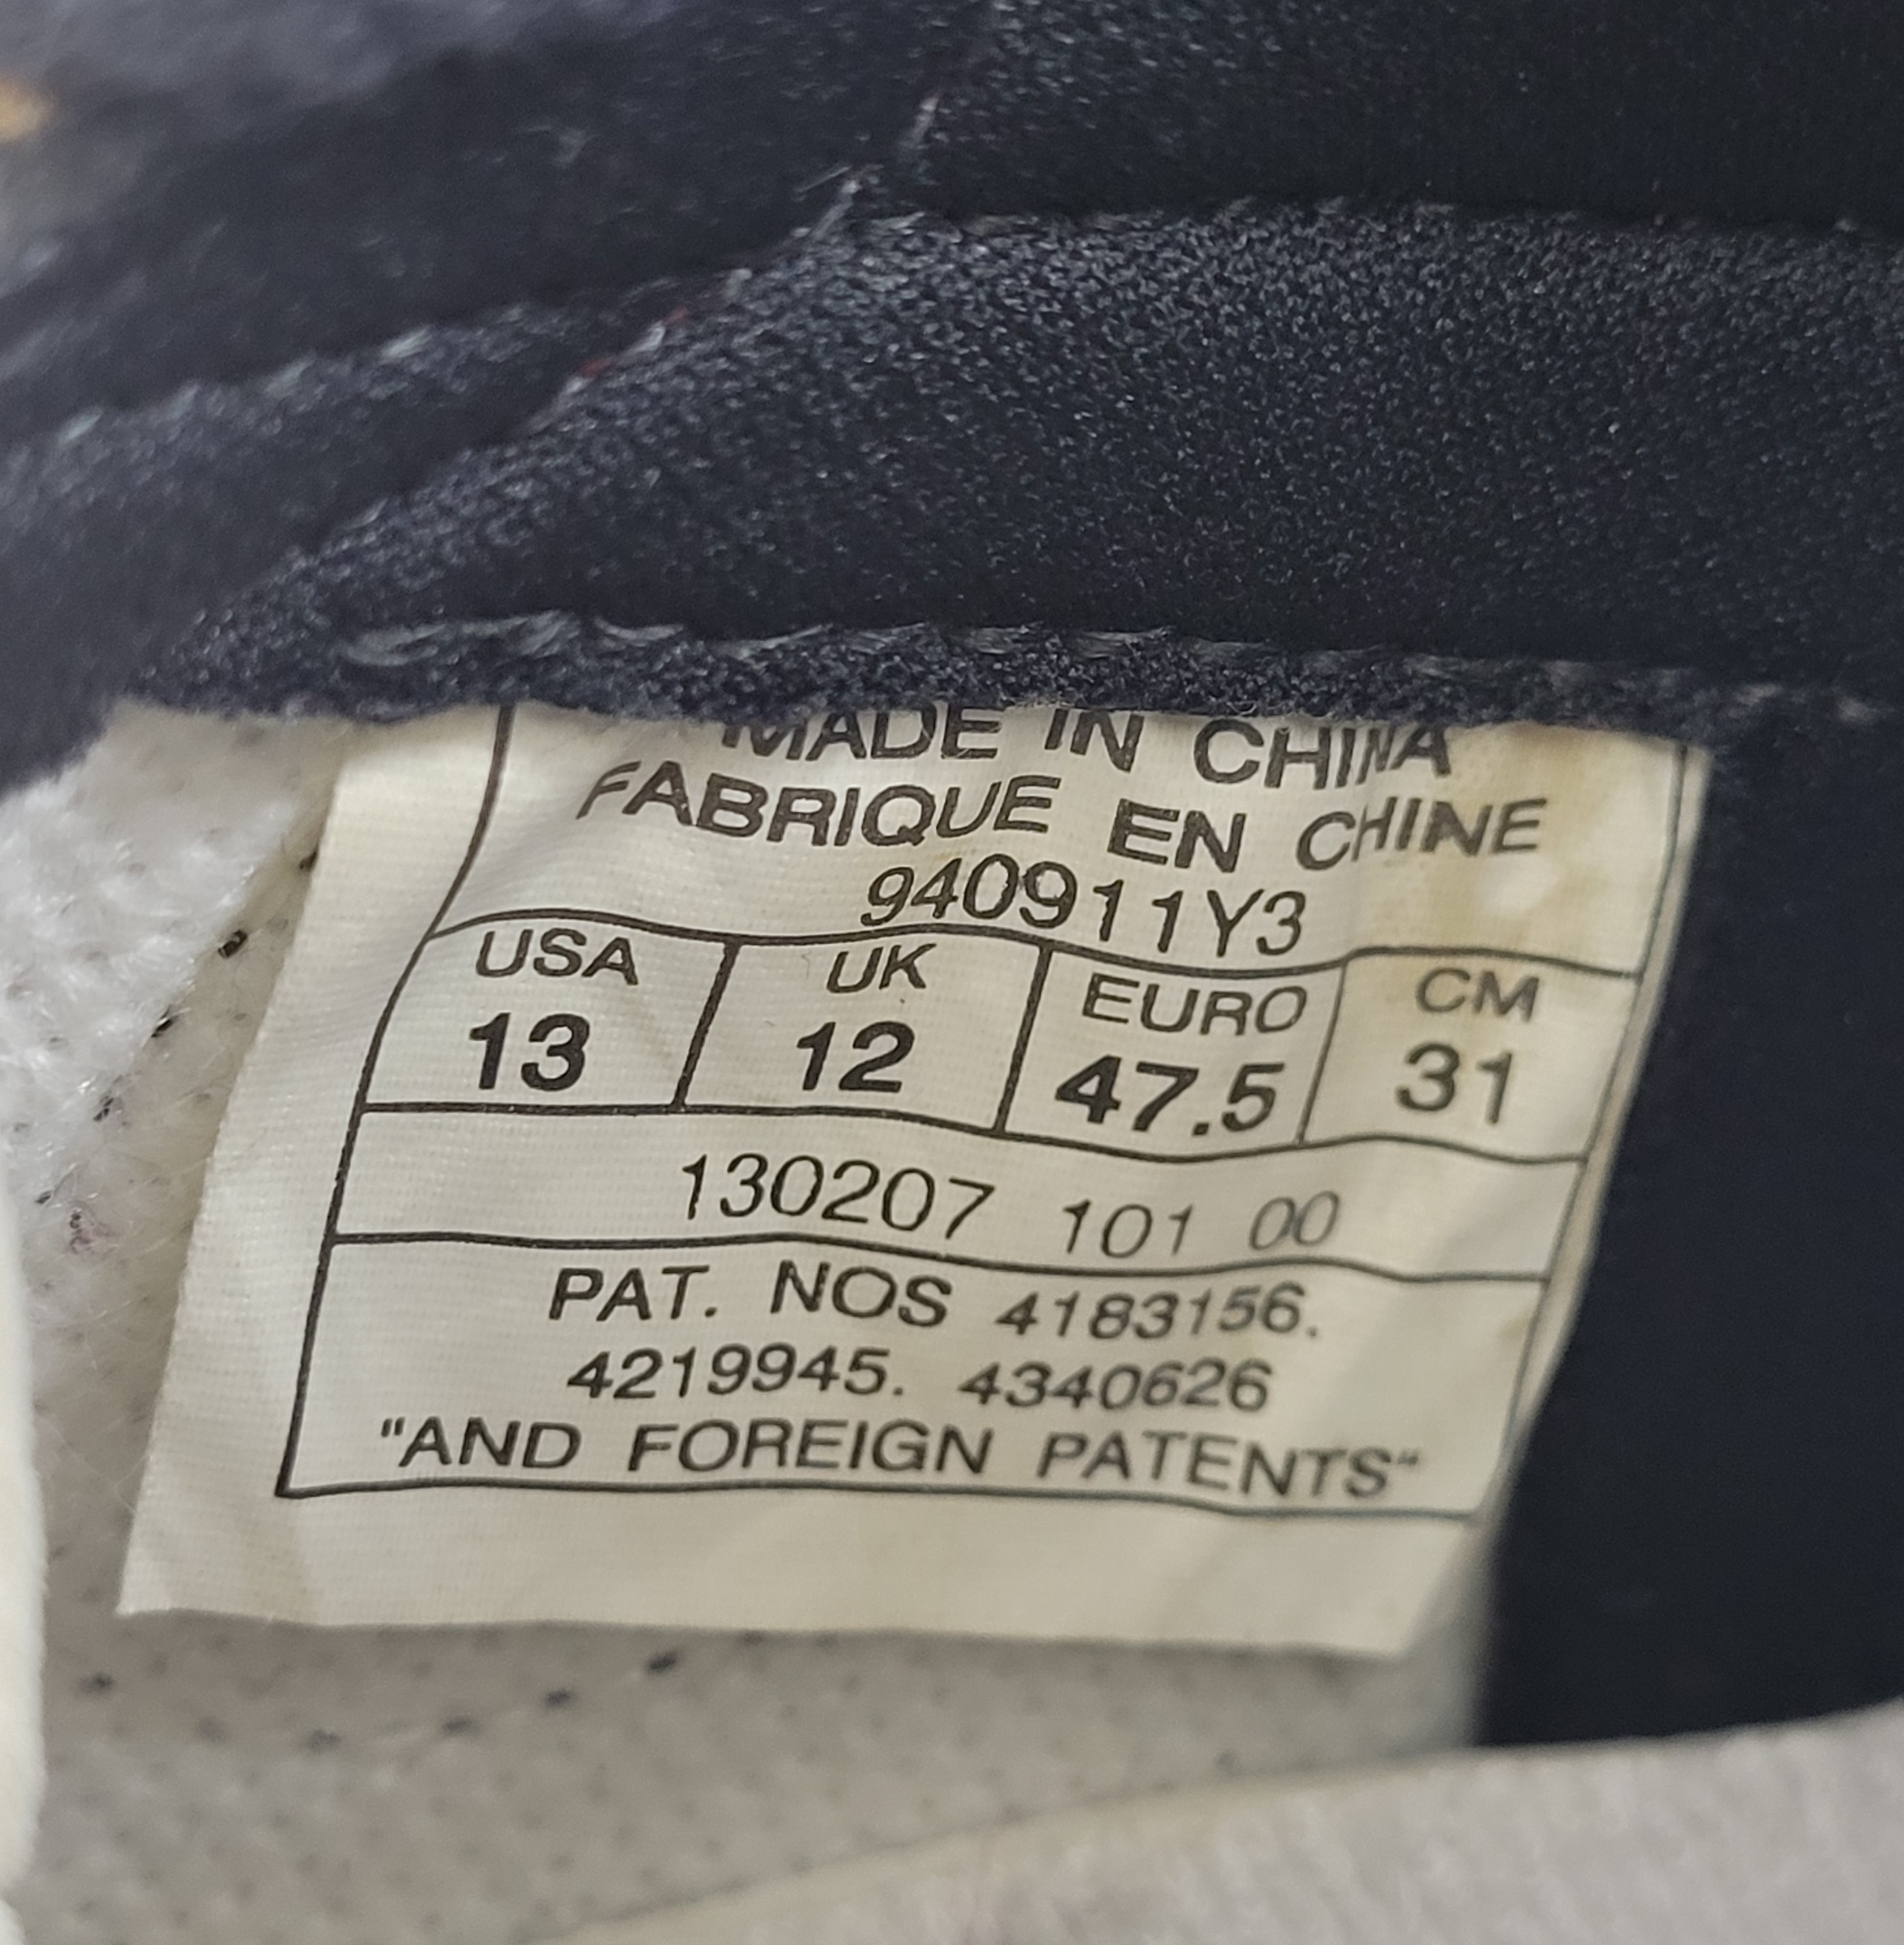 MADE IN CHINA
FABRIQUE EN CHINE
940911Y3
USA UK EURO CM
13 12 47.5 31
130207 101 00
PAT. NOS 4183156.
4219945. 4340626
"AND FOREIGN PATENTS"